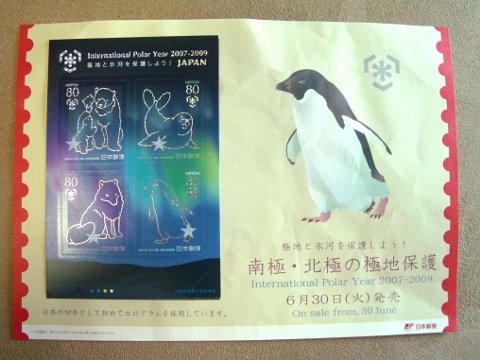 International Polar Year 2007-2009
極地と氷河を保護しよう! JAPAN
NIPPON
80
NIPPON
80
日本郵便
日本郵便
NIPPON
80
NIPPON
80
日本郵便
日本郵便
日本の切手として初めてホログラムを採用しています。
極地と氷河を保護しよう!
南極・北極の極地保護
International Polar Year 2007-2009
6月30日(火)発売
On sale from, 30 June
JP 日本郵便